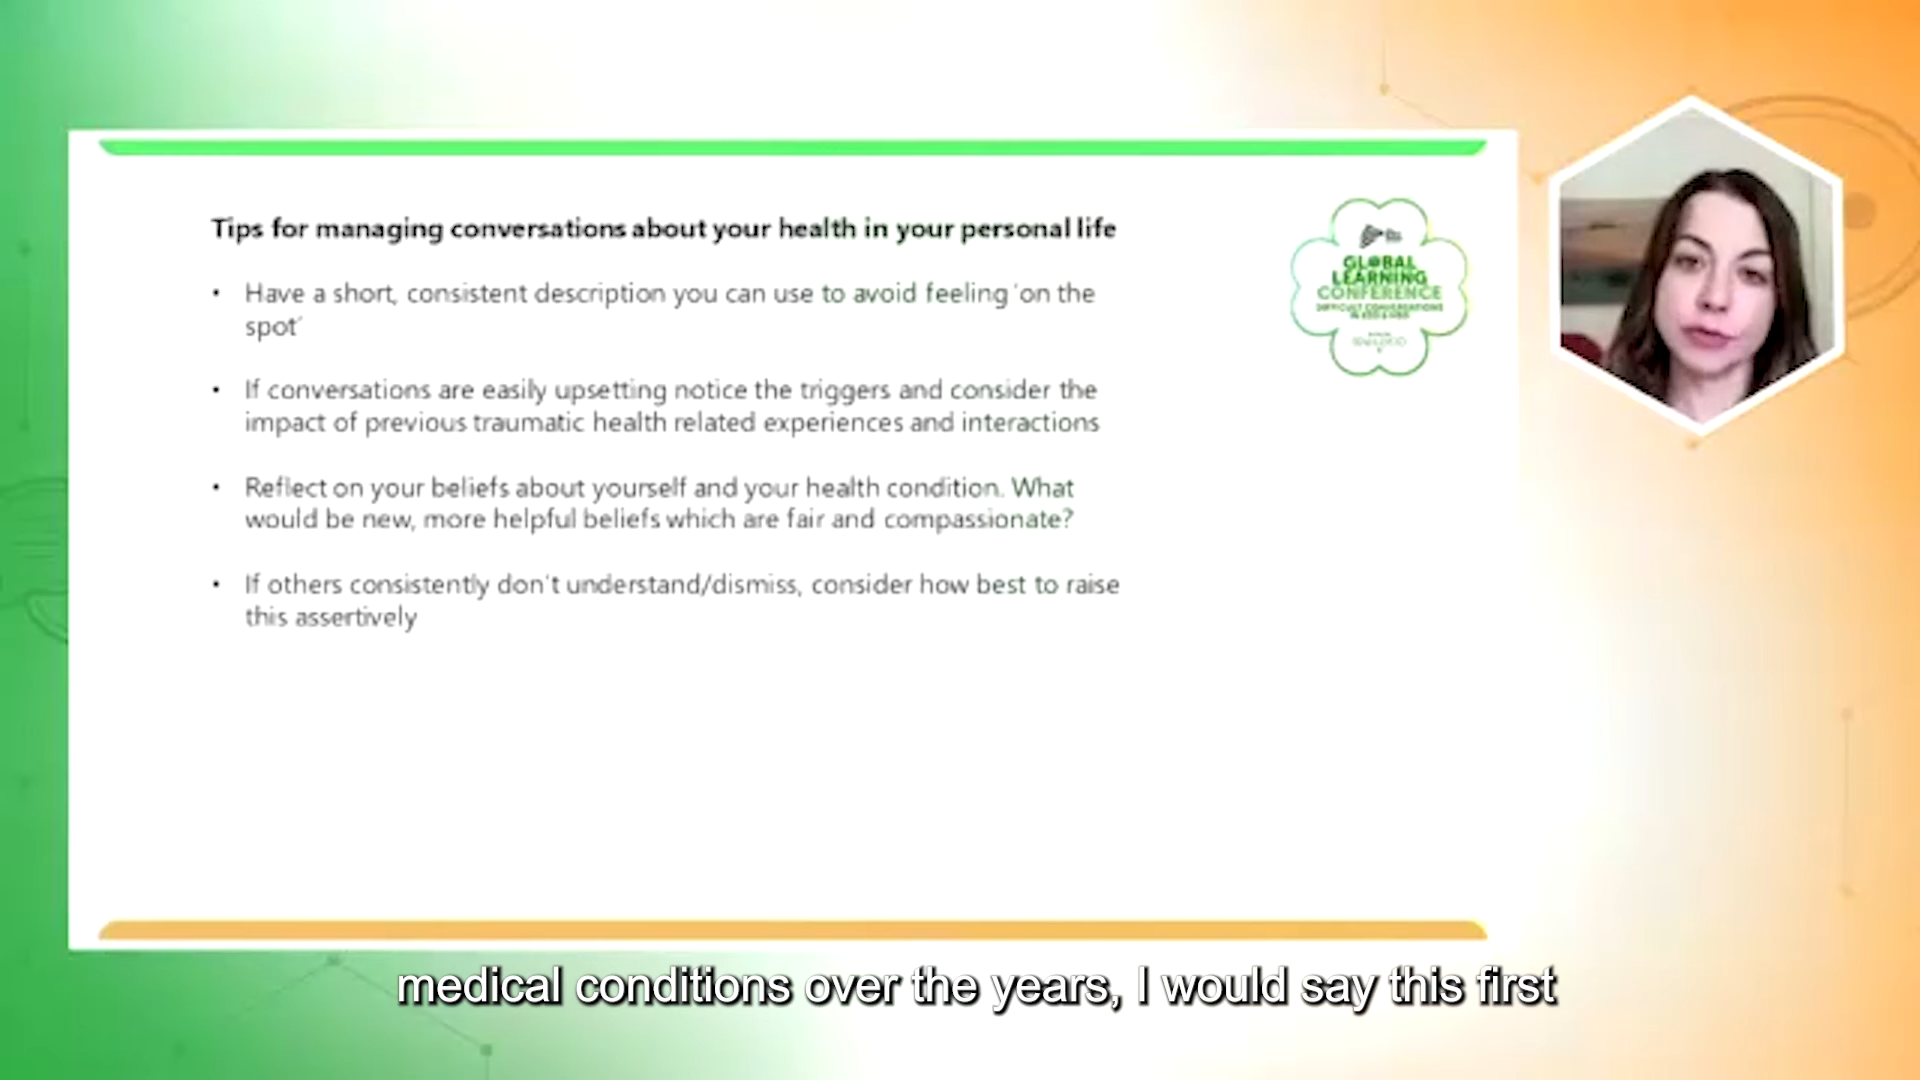 Tips for managing conversations about your health in your personal life
• Have a short, consistent description you can use to avoid feeling 'on the
spot'
• If conversations are easily upsetting notice the triggers and consider the
impact of previous traumatic health related experiences and interactions
• Reflect on your beliefs about yourself and your health condition. What
would be new, more helpful beliefs which are fair and compassionate?
• If others consistently don't understand/dismiss, consider how best to raise
this assertively
GLOBAL
LEARNING
CONFERENCE
DIFFICULT CONVERSATIONS
medical conditions over the years, I would say this first